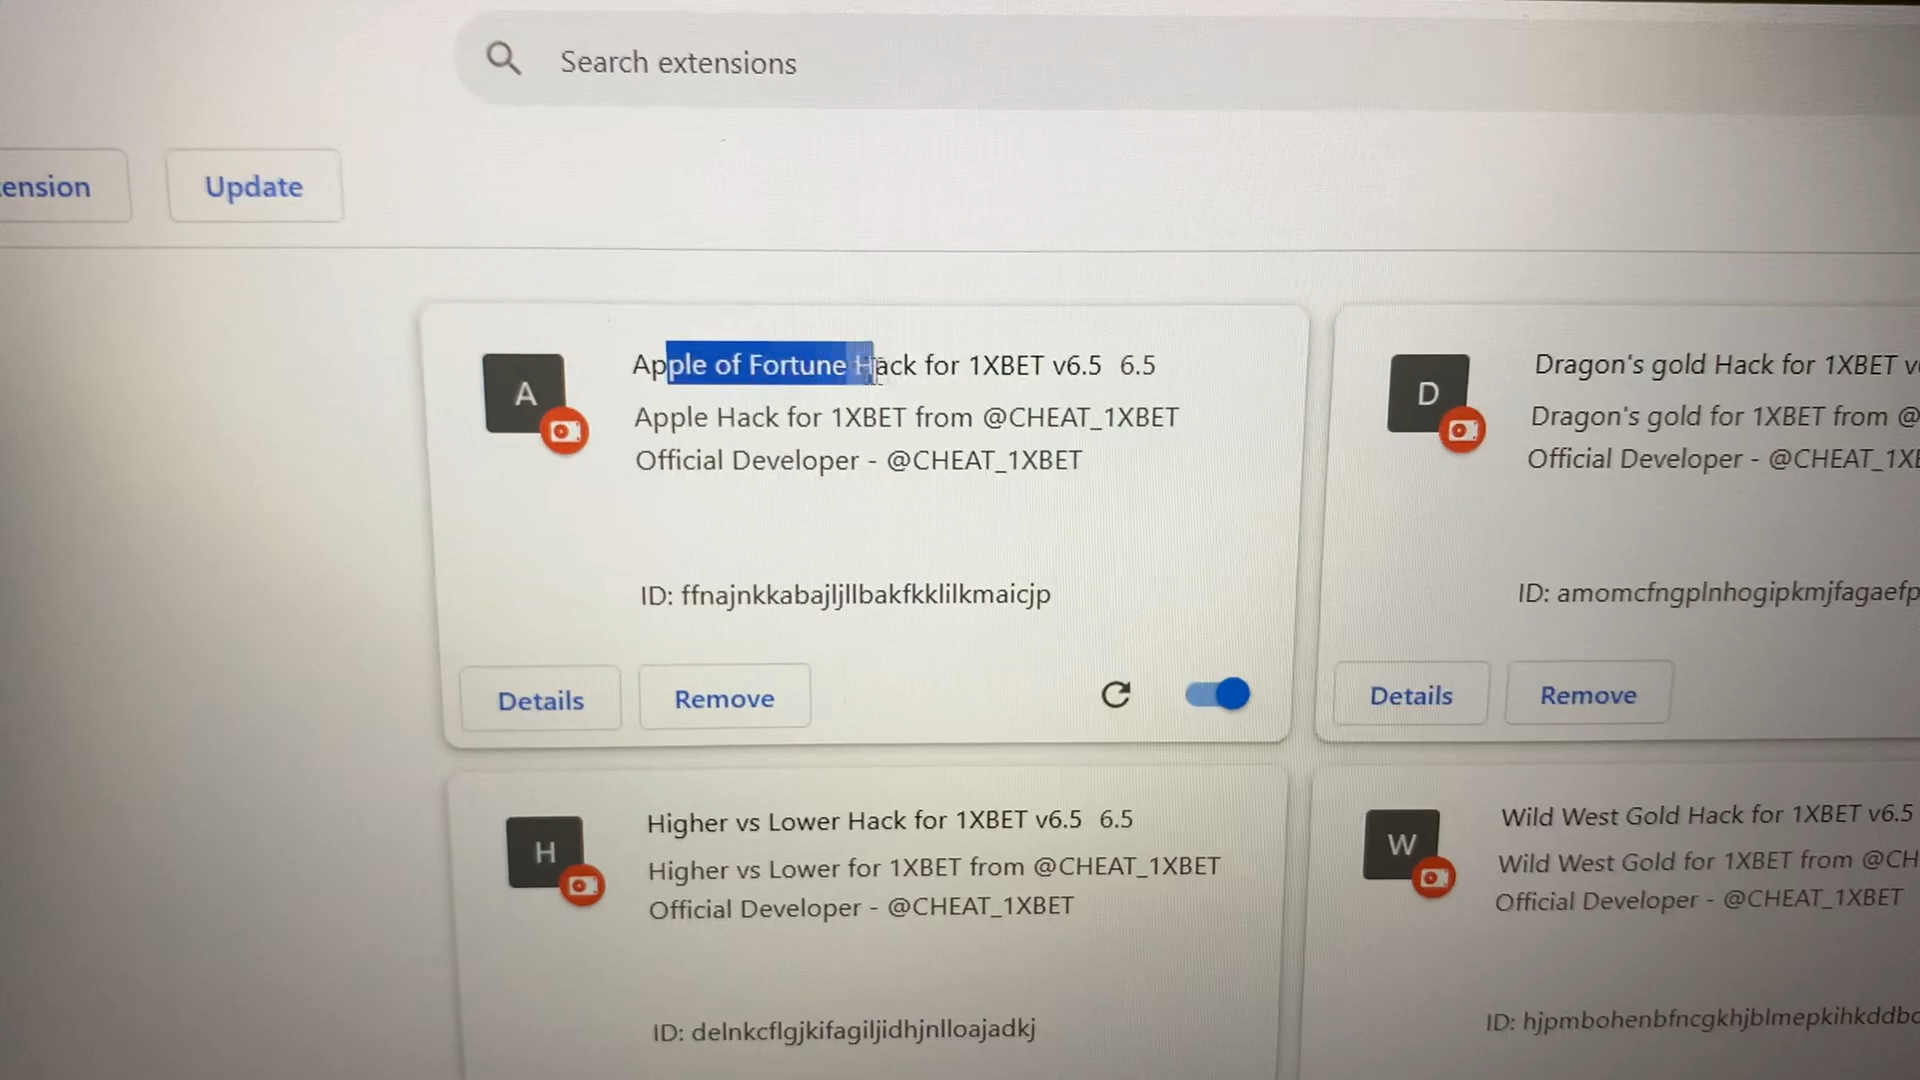 Search extensions
ension
Update
A
Apple of Fortune Hack for 1XBET v6.5 6.5
Apple Hack for 1XBET from @CHEAT_1XBET
Official Developer - @CHEAT_1XBET
ID: ffnajnkkabajljllbakfkklilkmaicjp
Details
Remove
D
Dragon's gold Hack for 1XBET v
Dragon's gold for 1XBET from @
Official Developer - @CHEAT_1XB
ID: amomcfngplnhogipkmjfagaefp
Details
Remove
H
Higher vs Lower Hack for 1XBET v6.5 6.5
Higher vs Lower for 1XBET from @CHEAT_1XBET
Official Developer - @CHEAT_1XBET
ID: delnkcflgjkifagiljidhjnlloajadkj
W
Wild West Gold Hack for 1XBET v6.5
Wild West Gold for 1XBET from @CH
Official Developer - @CHEAT_1XBET
ID: hjpmbohenbfncgkhjblmepkihkddbc